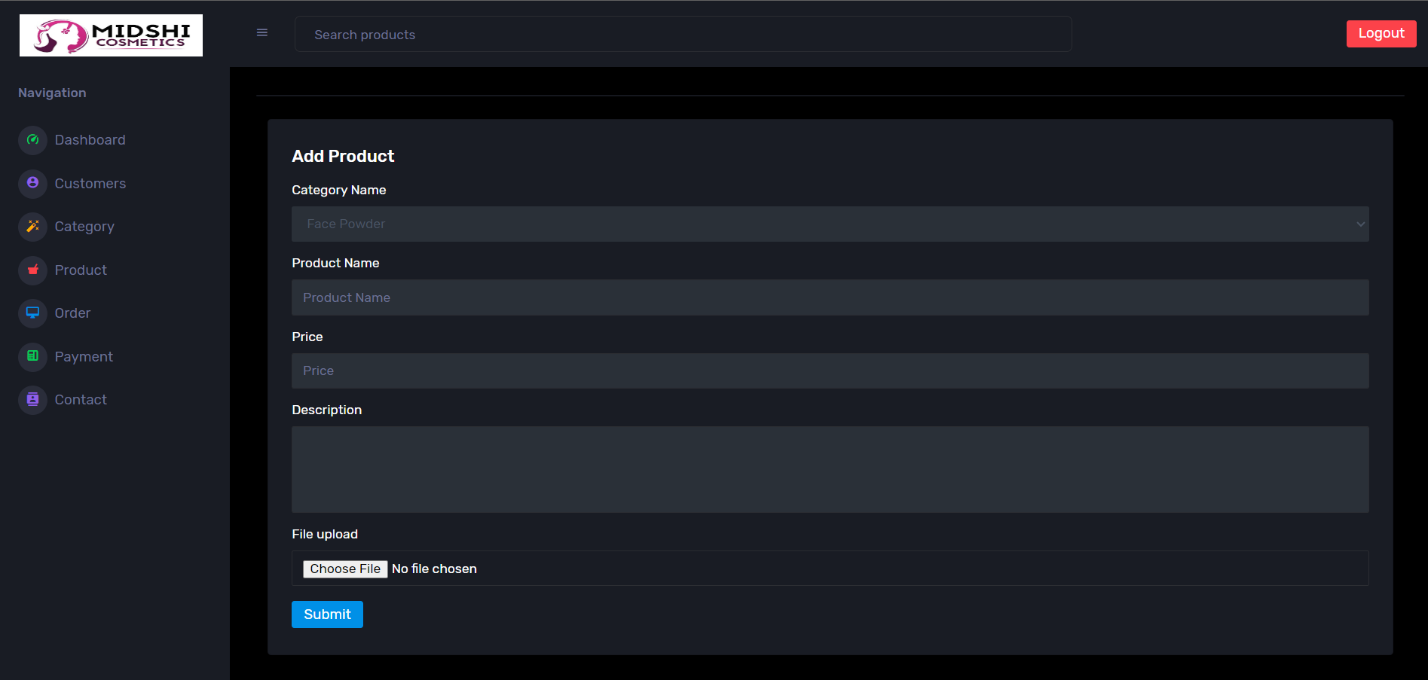 MIDSHI
COSMETICS
Search products
Logout
Navigation
Dashboard
Customers
Category
Product
Order
Payment
Contact
Add Product
Category Name
Face Powder
Product Name
Product Name
Price
Price
Description
File upload
Choose File No file chosen
Submit